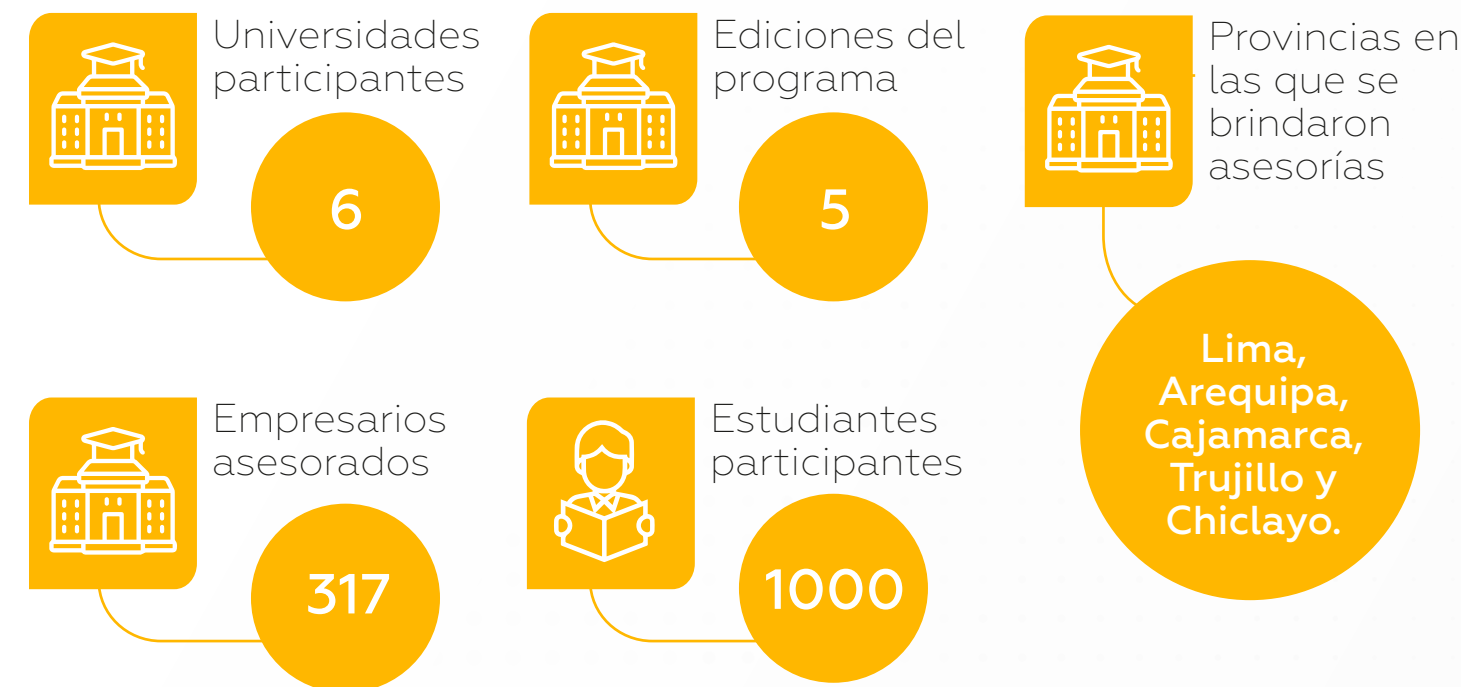 Universidades
participantes
6
Ediciones del
programa
5
Provincias en
las que se
brindaron
asesorías
Lima,
Arequipa,
Cajamarca,
Trujillo y
Chiclayo.
Empresarios
asesorados
317
Estudiantes
participantes
1000